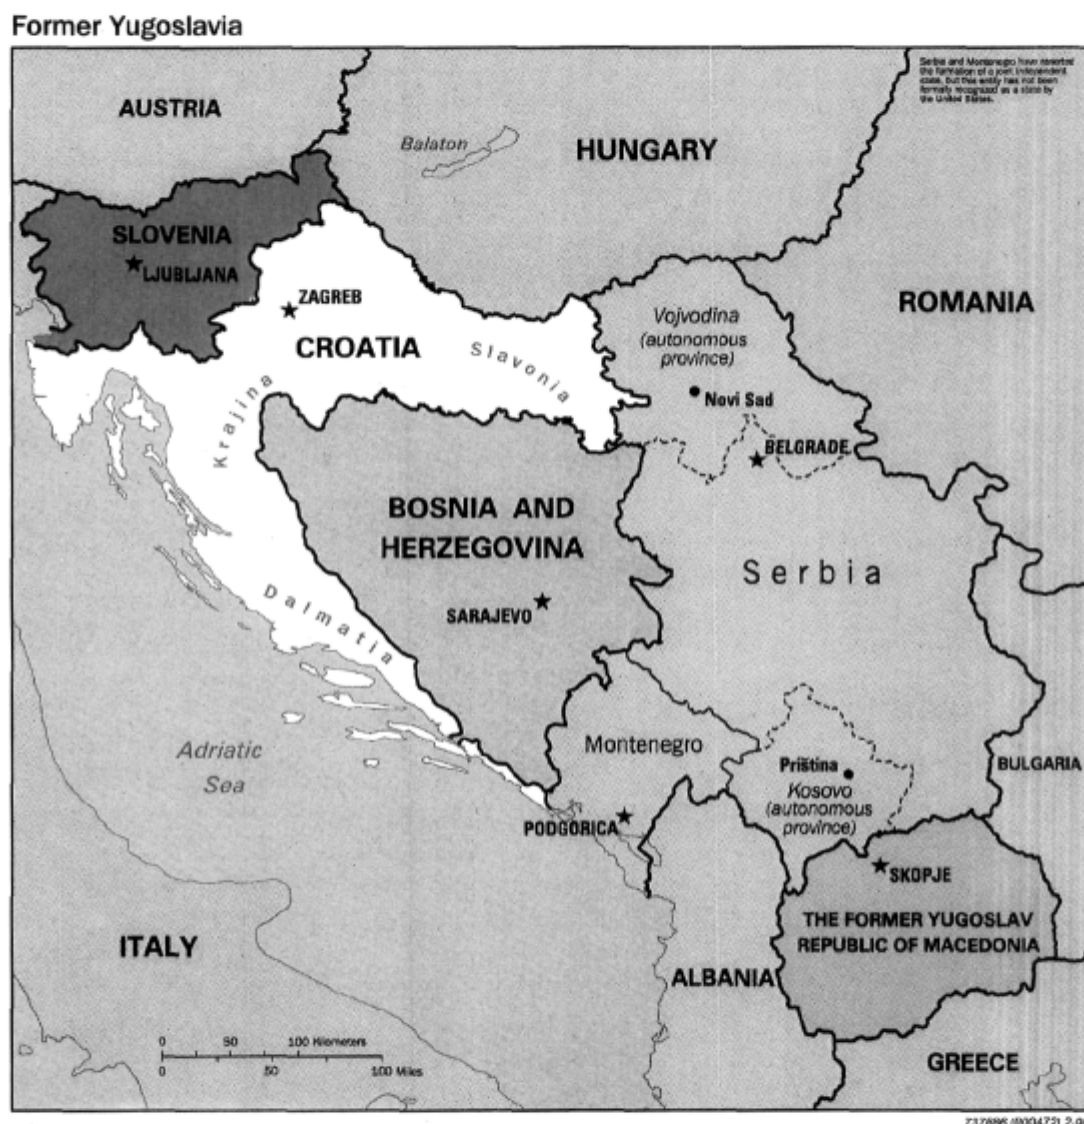 Former Yugoslavia
Serbia and Montenegro have asserted
the formation of a joint independent
state, but this entity has not been
formally recognized as a state by
the United States.
AUSTRIA
Balaton
HUNGARY
SLOVENIA
LJUBLJANA
ZAGREB
CROATIA
Slavonia
Krajina
Vojvodina
(autonomous
province)
Novi Sad
ROMANIA
BELGRADE
BOSNIA AND
HERZEGOVINA
SARAJEVO
Serbia
Dalmatia
Adriatic
Sea
Montenegro
Priština
Kosovo
(autonomous
province)
BULGARIA
PODGORICA
SKOPJE
THE FORMER YUGOSLAV
REPUBLIC OF MACEDONIA
ITALY
ALBANIA
GREECE
0 50 100 Kilometers
0 50 100 Miles